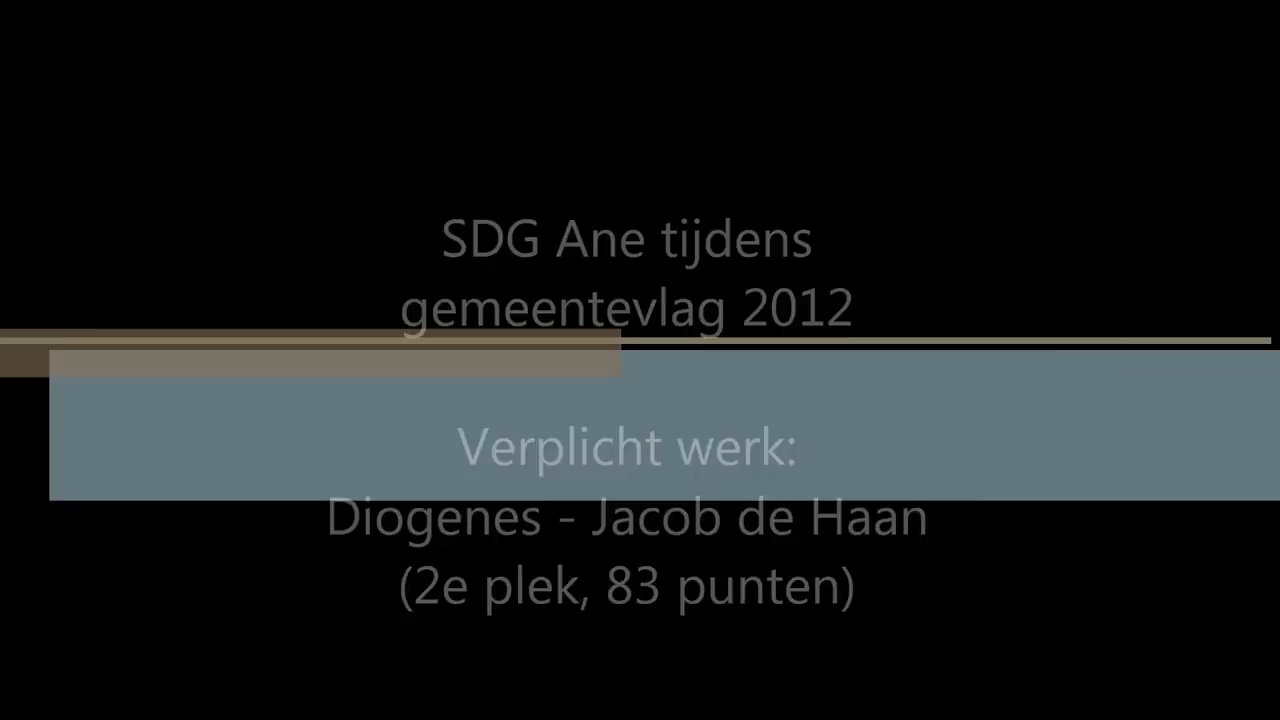 SDG Ane tijdens
gemeentevlag 2012
Verplicht werk:
Diogenes - Jacob de Haan
(2e plek, 83 punten)